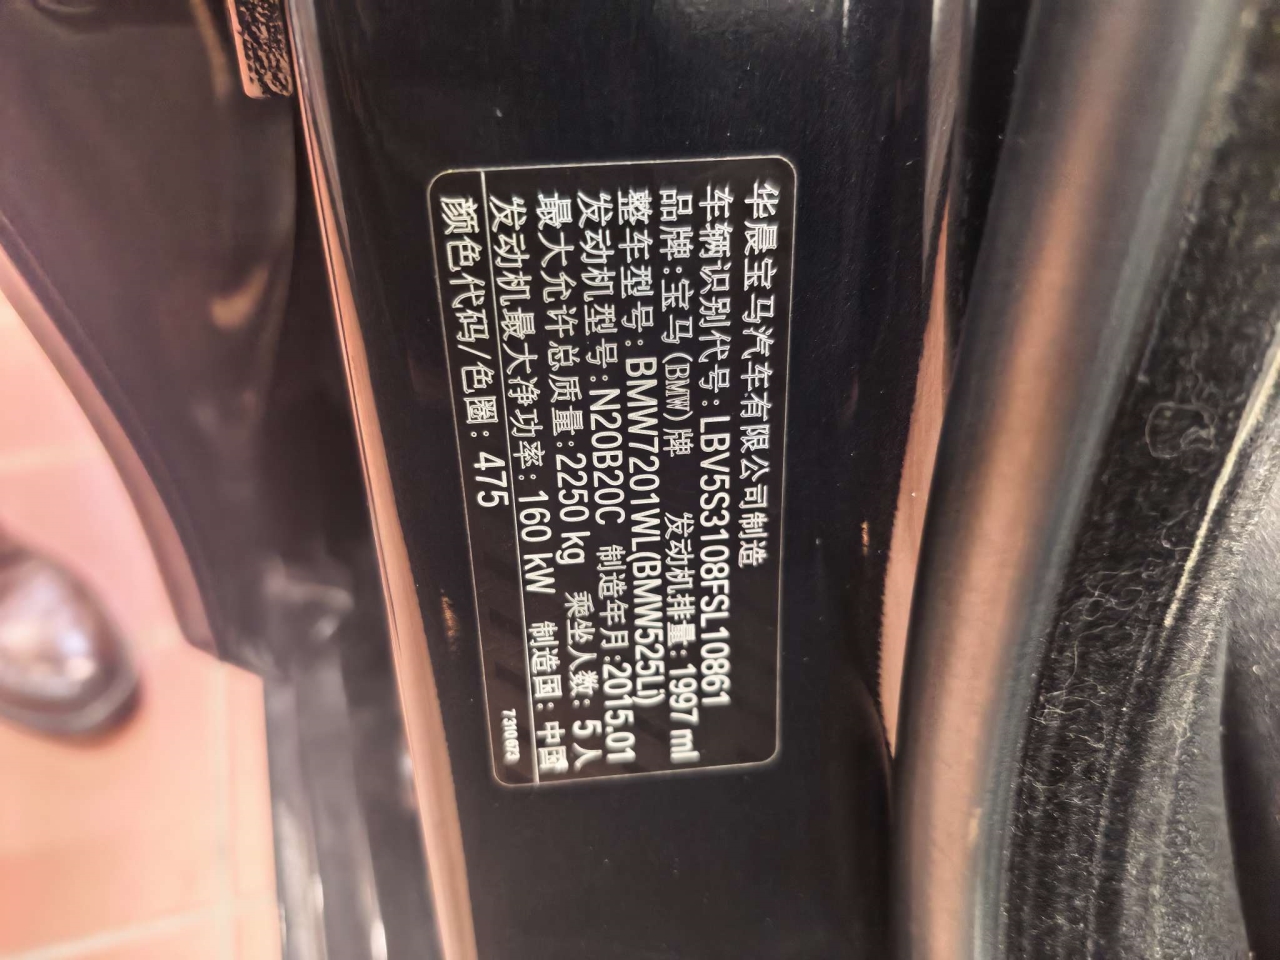 华晨宝马汽车有限公司制造
车辆识别代号: LBV5S3108FSL10861
品牌:宝马(BMW)牌 发动机排量: 1997 ml
整车型号: BMW7201WL(BMW525Li)
发动机型号: N20B20C 制造年月:2015.01
最大允许总质量: 2250 kg 乘坐人数: 5 人
发动机最大净功率: 160 kW 制造国: 中国
颜色代码/色圈: 475 7310073